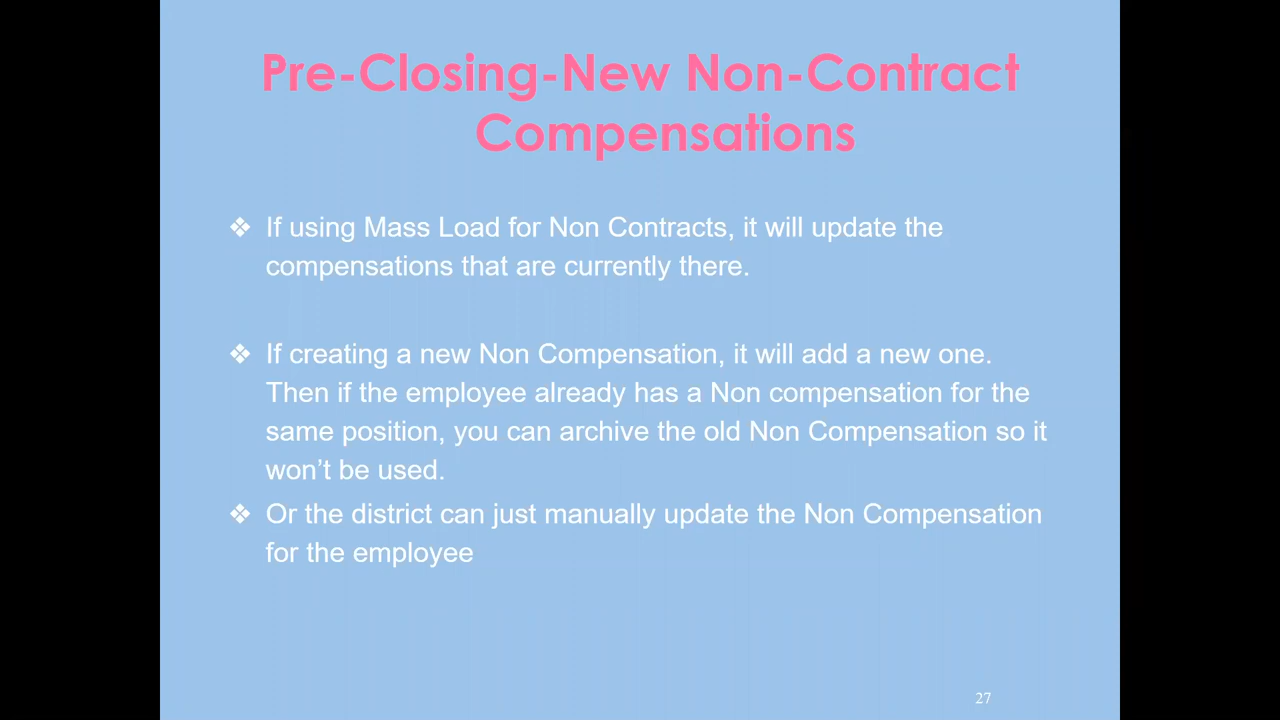 Pre-Closing-New Non-Contract
Compensations
❖ If using Mass Load for Non Contracts, it will update the
compensations that are currently there.
❖ If creating a new Non Compensation, it will add a new one.
Then if the employee already has a Non compensation for the
same position, you can archive the old Non Compensation so it
won’t be used.
❖ Or the district can just manually update the Non Compensation
for the employee
27